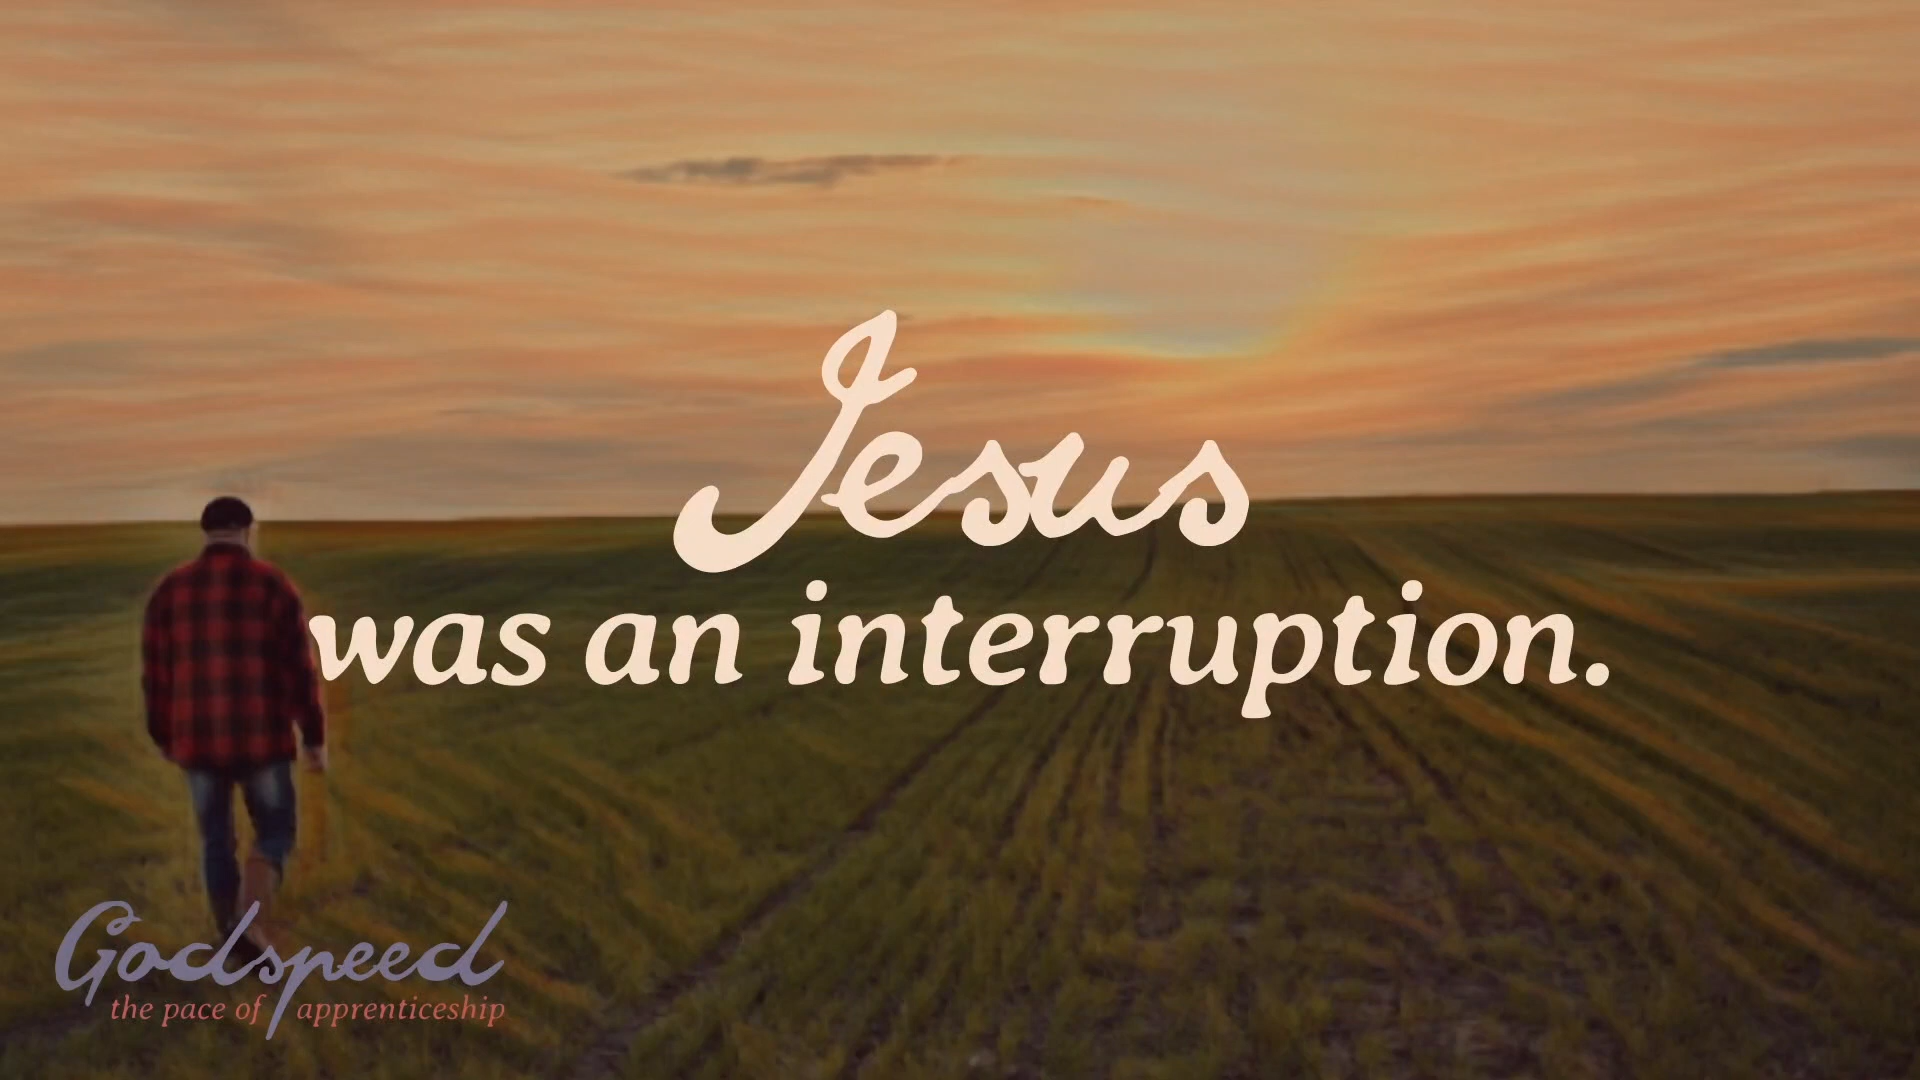 Jesus
was an interruption.
Godspeed
the pace of apprenticeship